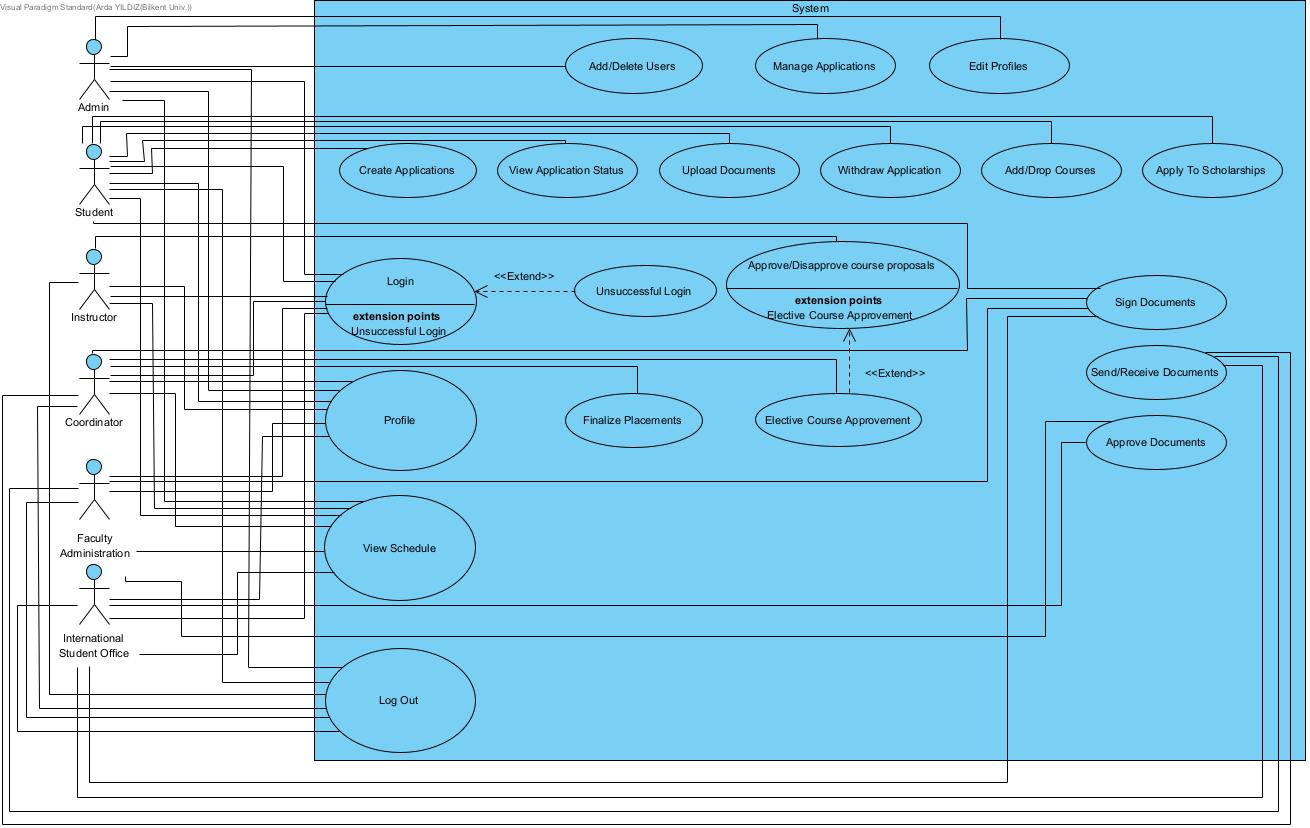 Visual Paradigm Standard(Arda YILDIZ(Bilkent Univ.))
System
Add/Delete Users
Manage Applications
Edit Profiles
Admin
Create Applications
View Application Status
Upload Documents
Withdraw Application
Add/Drop Courses
Apply To Scholarships
Student
Login
extension points
Unsuccessful Login
<<Extend>>
Unsuccessful Login
Approve/Disapprove course proposals
extension points
Elective Course Approvement
Sign Documents
Instructor
<<Extend>>
Send/Receive Documents
Coordinator
Profile
Finalize Placements
Elective Course Approvement
Approve Documents
Faculty
Administration
View Schedule
International
Student Office
Log Out